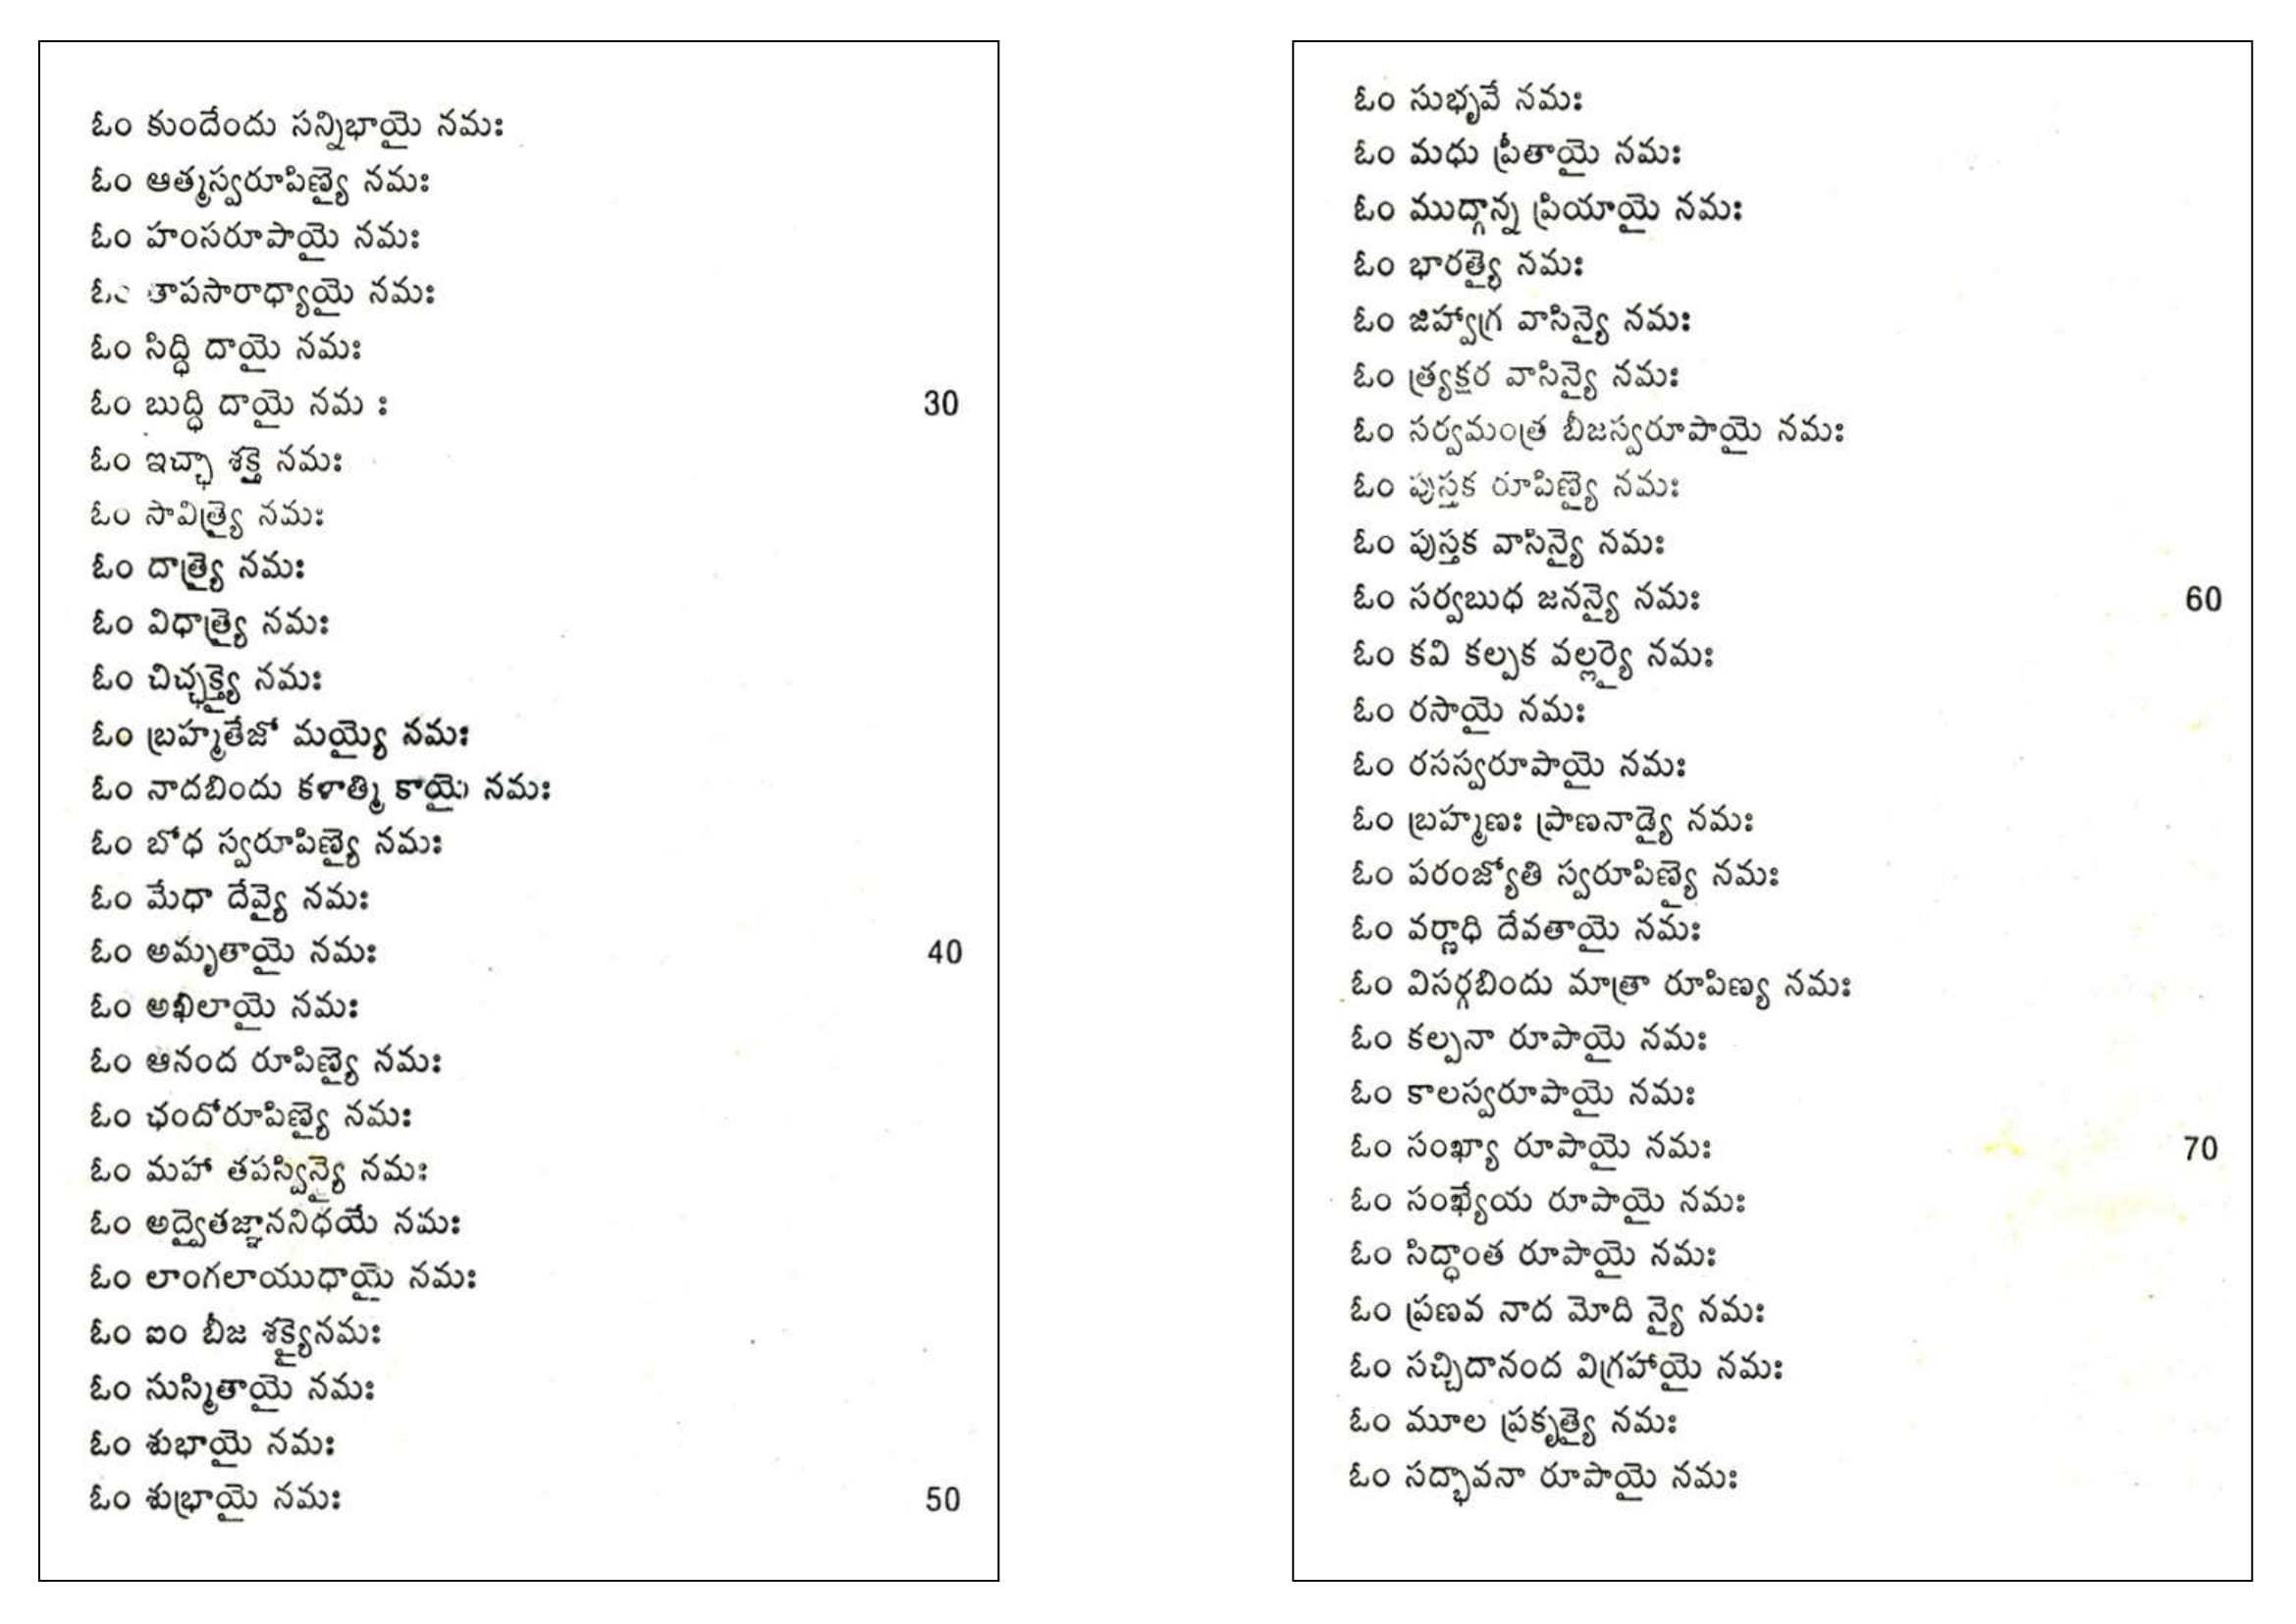 ఓం కుందేందు సన్నిభాయై నమః
ఓం ఆత్మస్వరూపిణ్యై నమః
ఓం హంసరూపాయై నమః
ఓం తాపసారాధ్యాయై నమః
ఓం సిద్ధి దాయై నమః
ఓం బుద్ధి దాయై నమ ః 30
ఓం ఇచ్ఛా శక్తై నమః
ఓం సావిత్ర్యై నమః
ఓం దాత్ర్యై నమః
ఓం విధాత్ర్యై నమః
ఓం చిచ్ఛక్త్యై నమః
ఓం బ్రహ్మతేజో మయ్యై నమః
ఓం నాదబిందు కళాత్మి కాయై నమః
ఓం బోధ స్వరూపిణ్యై నమః
ఓం మేధా దేవ్యై నమః
ఓం అమృతాయై నమః 40
ఓం అఖిలాయై నమః
ఓం ఆనంద రూపిణ్యై నమః
ఓం ఛందోరూపిణ్యై నమః
ఓం మహా తపస్విన్యై నమః
ఓం అద్వైతజ్ఞాననిధయే నమః
ఓం లాంగలాయుధాయై నమః
ఓం ఐం బీజ శక్త్యైనమః
ఓం సుస్మితాయై నమః
ఓం శుభాయై నమః
ఓం శుభ్రాయై నమః 50
ఓం సుభృవే నమః
ఓం మధు ప్రీతాయై నమః
ఓం ముద్గాన్న ప్రియాయై నమః
ఓం భారత్యై నమః
ఓం జిహ్వాగ్ర వాసిన్యై నమః
ఓం త్ర్యక్షర వాసిన్యై నమః
ఓం సర్వమంత్ర బీజస్వరూపాయై నమః
ఓం పుస్తక రూపిణ్యై నమః
ఓం పుస్తక వాసిన్యై నమః
ఓం సర్వబుధ జనన్యై నమః 60
ఓం కవి కల్పక వల్లర్యై నమః
ఓం రసాయై నమః
ఓం రసస్వరూపాయై నమః
ఓం బ్రహ్మణః ప్రాణనాడ్యై నమః
ఓం పరంజ్యోతి స్వరూపిణ్యై నమః
ఓం వర్ణాధి దేవతాయై నమః
ఓం విసర్గబిందు మాత్రా రూపిణ్య నమః
ఓం కల్పనా రూపాయై నమః
ఓం కాలస్వరూపాయై నమః
ఓం సంఖ్యా రూపాయై నమః 70
ఓం సంఖ్యేయ రూపాయై నమః
ఓం సిద్ధాంత రూపాయై నమః
ఓం ప్రణవ నాద మోది న్యై నమః
ఓం సచ్చిదానంద విగ్రహాయై నమః
ఓం మూల ప్రకృత్యై నమః
ఓం సద్భావనా రూపాయై నమః